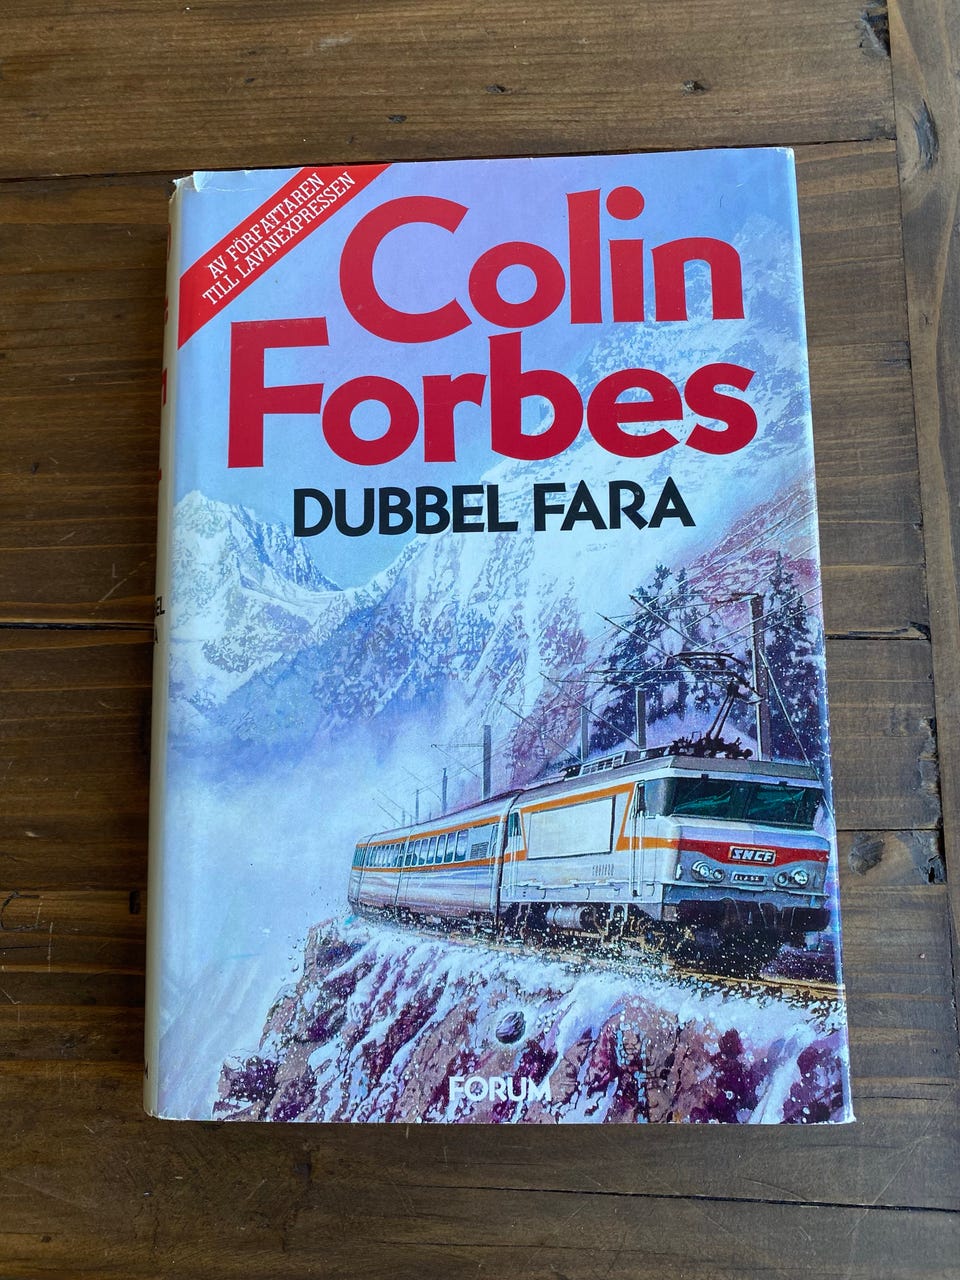 AV FÖRFATTAREN
TILL LAVINEXPRESSEN
Colin
Forbes
DUBBEL FARA
SNCF
FORUM